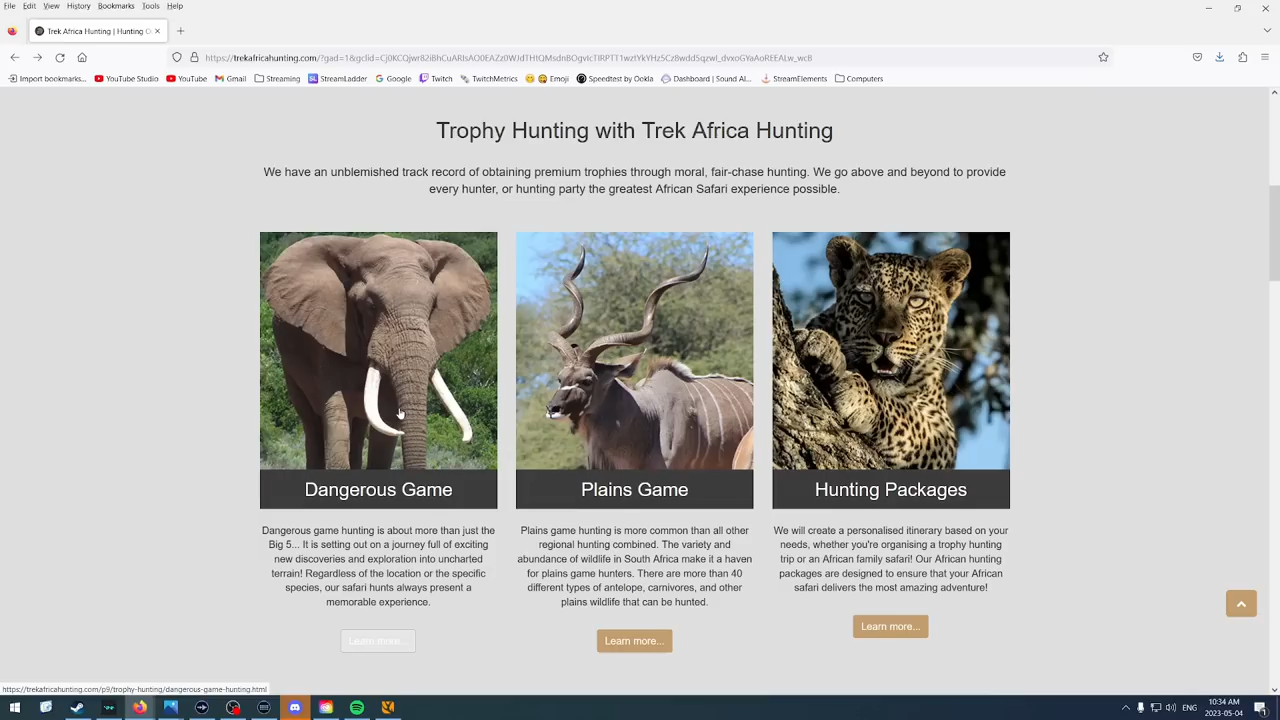 File Edit View History Bookmarks Tools Help
Trek Africa Hunting | Hunting O
Import bookmarks... YouTube Studio YouTube Gmail Streaming StreamLadder Google Twitch TwitchMetrics Emoji Speedtest by Ookla Dashboard | Sound Al... StreamElements Computers
Trophy Hunting with Trek Africa Hunting
We have an unblemished track record of obtaining premium trophies through moral, fair-chase hunting. We go above and beyond to provide
every hunter, or hunting party the greatest African Safari experience possible.
Dangerous Game
Plains Game
Hunting Packages
Dangerous game hunting is about more than just the
Big 5... It is setting out on a journey full of exciting
new discoveries and exploration into uncharted
terrain! Regardless of the location or the specific
species, our safari hunts always present a
memorable experience.
Learn more...
Plains game hunting is more common than all other
regional hunting combined. The variety and
abundance of wildlife in South Africa make it a haven
for plains game hunters. There are more than 40
different types of antelope, carnivores, and other
plains wildlife that can be hunted.
Learn more...
We will create a personalised itinerary based on your
needs, whether you're organising a trophy hunting
trip or an African family safari! Our African hunting
packages are designed to ensure that your African
safari delivers the most amazing adventure!
Learn more...
https://trekafricahunting.com/p9/trophy-hunting/dangerous-game-hunting.html
10:34 AM
2023-05-04